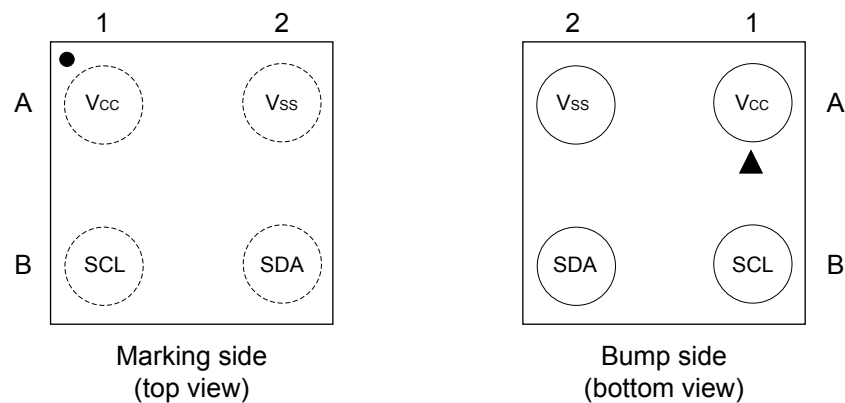 1 2
A Vcc Vss
B SCL SDA
Marking side
(top view)
2 1
Vss Vcc A
SDA SCL B
Bump side
(bottom view)